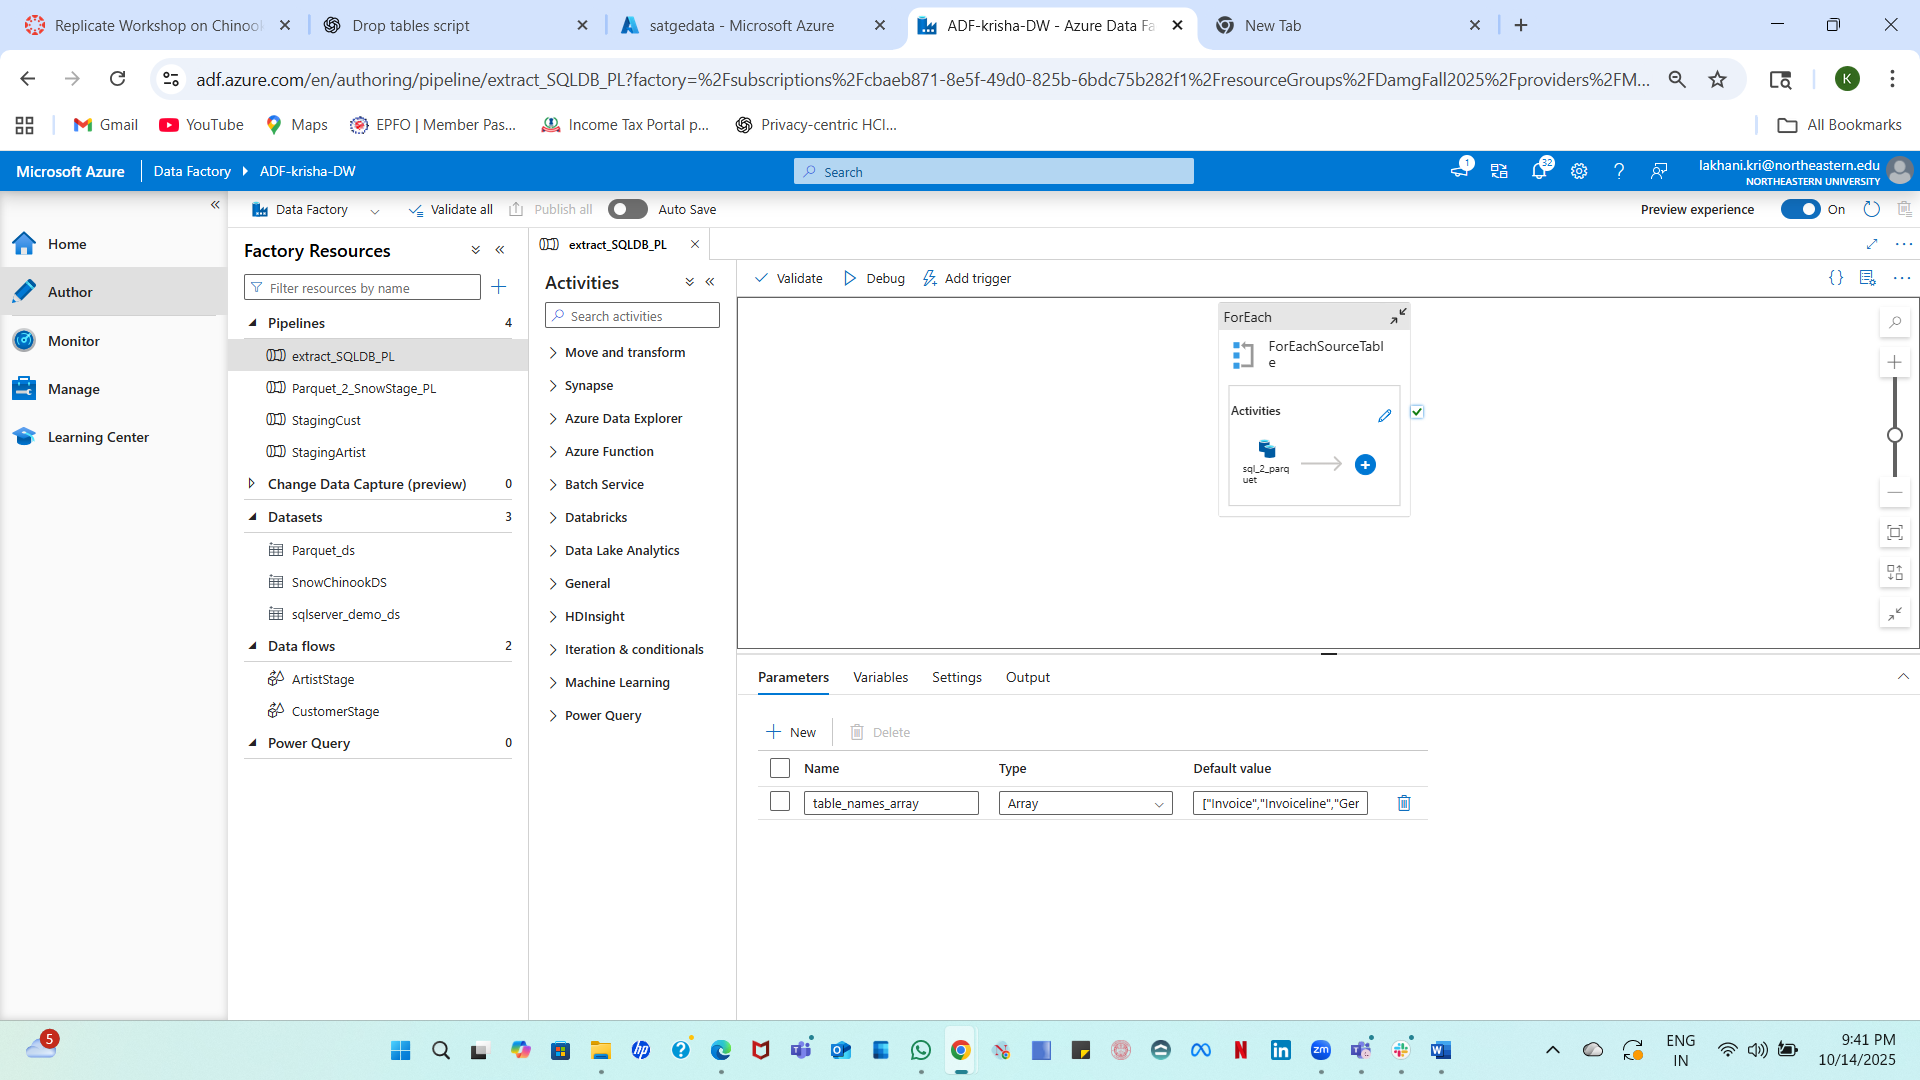 Replicate Workshop on Chinook
Drop tables script
satgedata - Microsoft Azure
ADF-krisha-DW - Azure Data Fa
New Tab
adf.azure.com/en/authoring/pipeline/extract_SQLDB_PL?factory=%2Fsubscriptions%2Fcbaeb871-8e5f-49d0-825b-6bdc75b282f1%2FresourceGroups%2FDamgFall2025%2Fproviders%2FM...
K
Gmail
YouTube
Maps
EPFO | Member Pas...
Income Tax Portal p...
Privacy-centric HCI...
All Bookmarks
Microsoft Azure
Data Factory
ADF-krisha-DW
Search
1
32
lakhani.kri@northeastern.edu
NORTHEASTERN UNIVERSITY
Data Factory
Validate all
Publish all
Auto Save
Preview experience
On
Home
Author
Monitor
Manage
Learning Center
Factory Resources
Filter resources by name
Pipelines 4
extract_SQLDB_PL
Parquet_2_SnowStage_PL
StagingCust
StagingArtist
Change Data Capture (preview) 0
Datasets 3
Parquet_ds
SnowChinookDS
sqlserver_demo_ds
Data flows 2
ArtistStage
CustomerStage
Power Query 0
extract_SQLDB_PL
Activities
Search activities
Move and transform
Synapse
Azure Data Explorer
Azure Function
Batch Service
Databricks
Data Lake Analytics
General
HDInsight
Iteration & conditionals
Machine Learning
Power Query
Validate
Debug
Add trigger
ForEach
ForEachSourceTabl
e
Activities
sql_2_parq
uet
Parameters
Variables
Settings
Output
New
Delete
Name
Type
Default value
table_names_array
Array
["Invoice","Invoiceline","Ger
5
ENG
IN
9:41 PM
10/14/2025